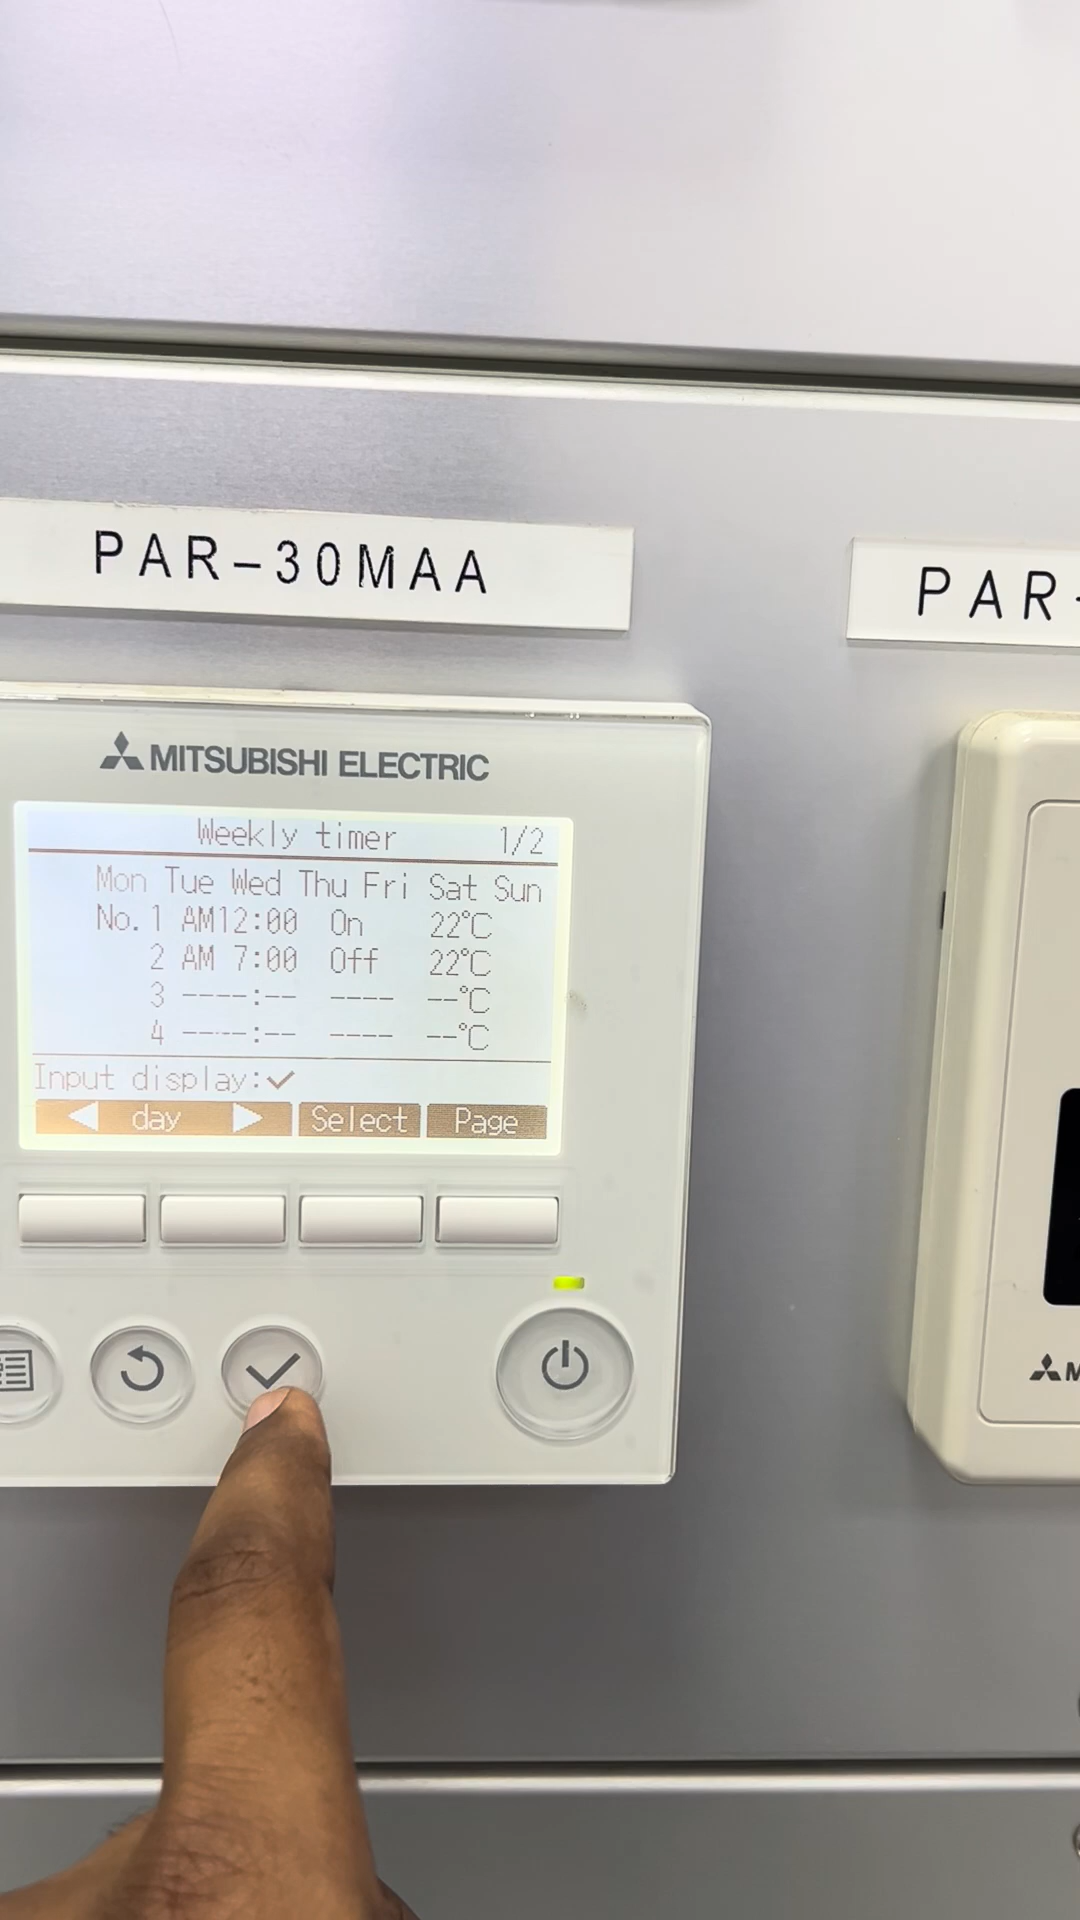 PAR-30MAA
PAR-
MITSUBISHI ELECTRIC
Weekly timer 1/2
Mon Tue Wed Thu Fri Sat Sun
No. 1 AM12:00 On 22℃
2 AM 7:00 Off 22℃
3 ----:-- ---- --℃
4 ----:-- ---- --℃
Input display:✓
◀ day ▶ Select Page
M